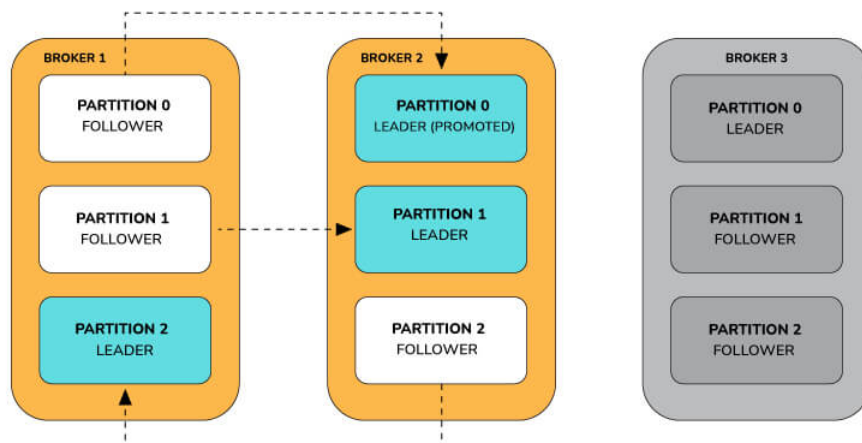 BROKER 1
PARTITION 0
FOLLOWER
PARTITION 1
FOLLOWER
PARTITION 2
LEADER
BROKER 2
PARTITION 0
LEADER (PROMOTED)
PARTITION 1
LEADER
PARTITION 2
FOLLOWER
BROKER 3
PARTITION 0
LEADER
PARTITION 1
FOLLOWER
PARTITION 2
FOLLOWER